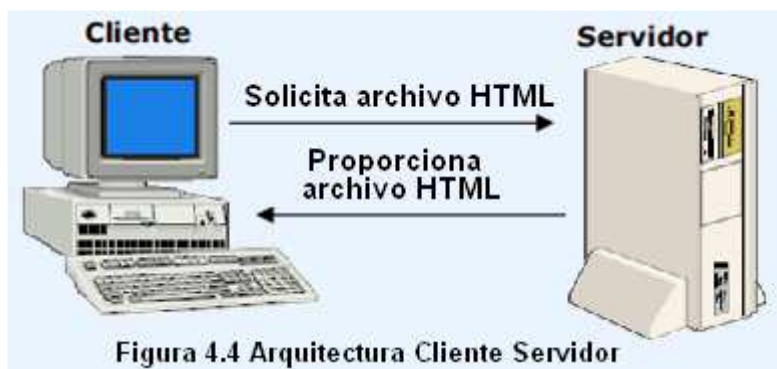 Cliente
Servidor
Solicita archivo HTML
Proporciona
archivo HTML
Figura 4.4 Arquitectura Cliente Servidor